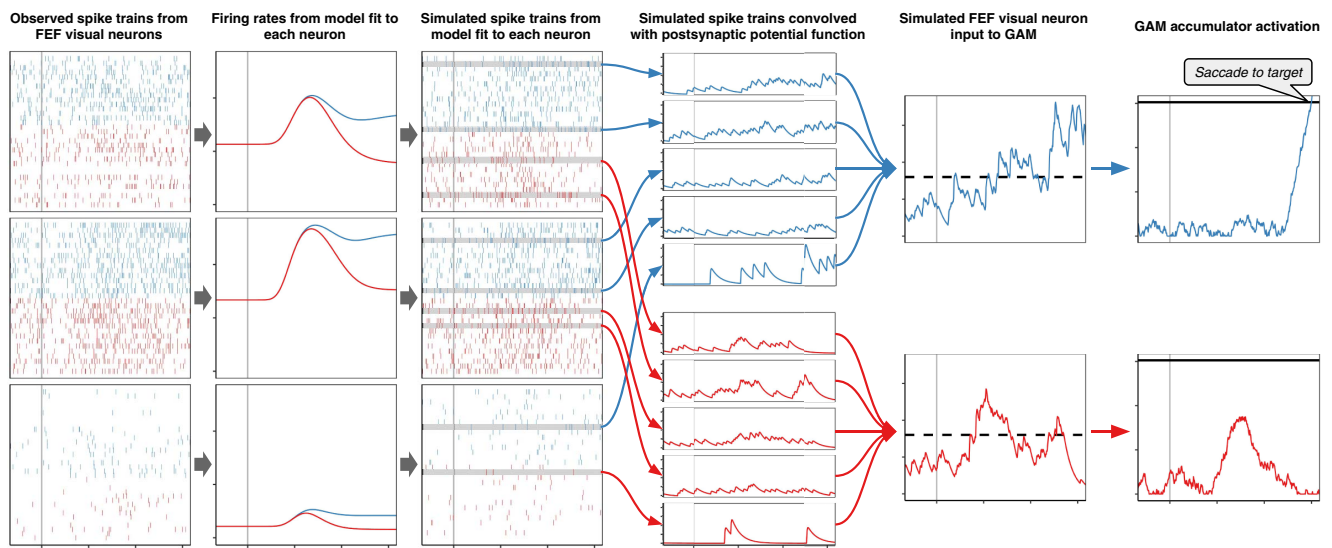 Observed spike trains from
FEF visual neurons
Firing rates from model fit to
each neuron
Simulated spike trains from
model fit to each neuron
Simulated spike trains convolved
with postsynaptic potential function
Simulated FEF visual neuron
input to GAM
GAM accumulator activation
Saccade to target